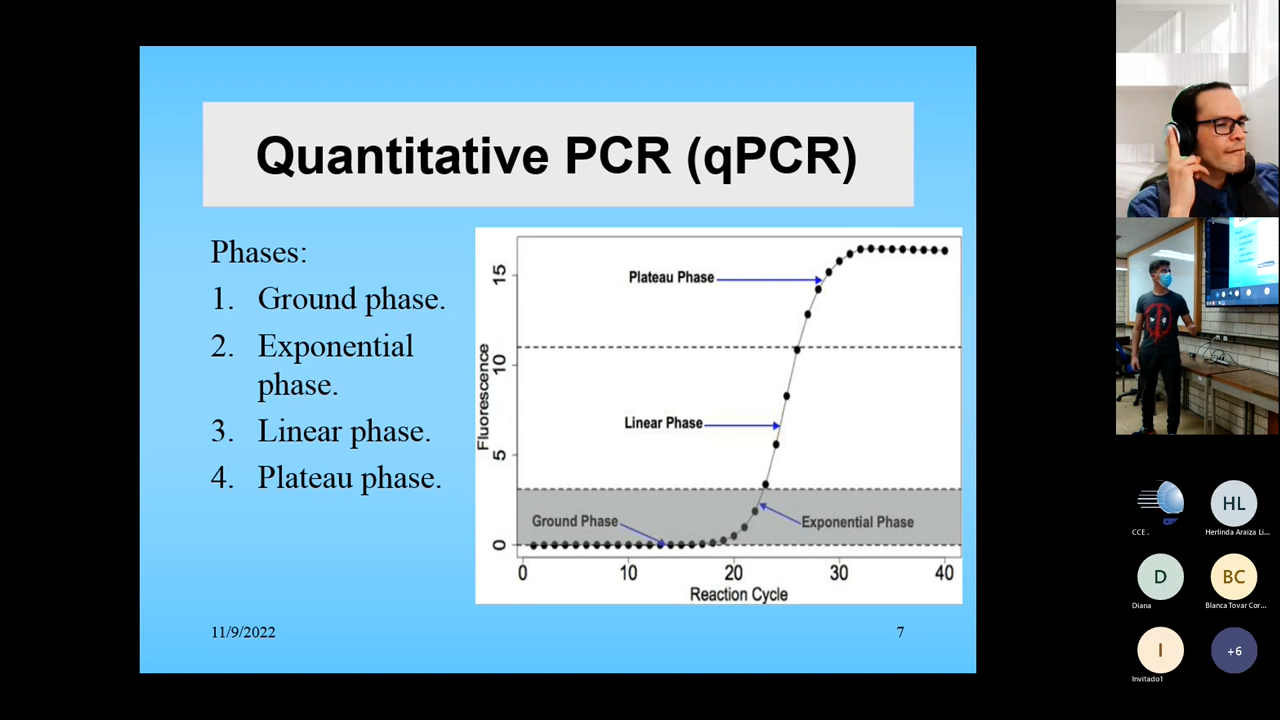 Quantitative PCR (qPCR)
Phases:
1. Ground phase.
2. Exponential
phase.
3. Linear phase.
4. Plateau phase.
Plateau Phase
Linear Phase
Ground Phase
Exponential Phase
Fluorescence
15
10
5
0
0 10 20 30 40
Reaction Cycle
11/9/2022
7
HL
CCE .
Herlinda Araiza Li...
D
BC
Diana
Blanca Tovar Cor...
I
+6
Invitado1